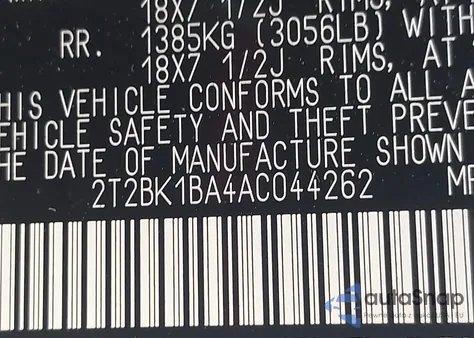 18X7 1/2J RIMS,
RR. 1385KG (3056LB) WITH
18X7 1/2J RIMS, AT
HIS VEHICLE CONFORMS TO ALL A
EHICLE SAFETY AND THEFT PREVE
HE DATE OF MANUFACTURE SHOWN
2T2BK1BA4AC044262 MF
autoSnap